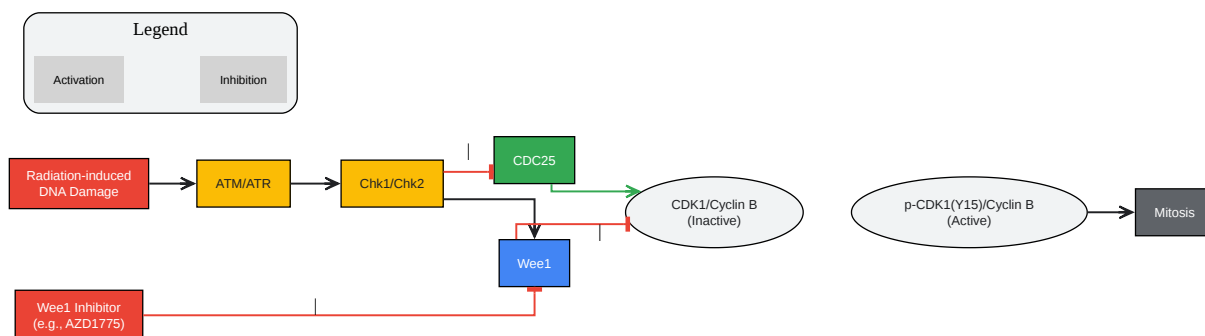 Legend
Activation
Inhibition
Radiation-induced
DNA Damage
ATM/ATR
Chk1/Chk2
CDC25
CDK1/Cyclin B
(Inactive)
p-CDK1(Y15)/Cyclin B
(Active)
Mitosis
Wee1
Wee1 Inhibitor
(e.g., AZD1775)